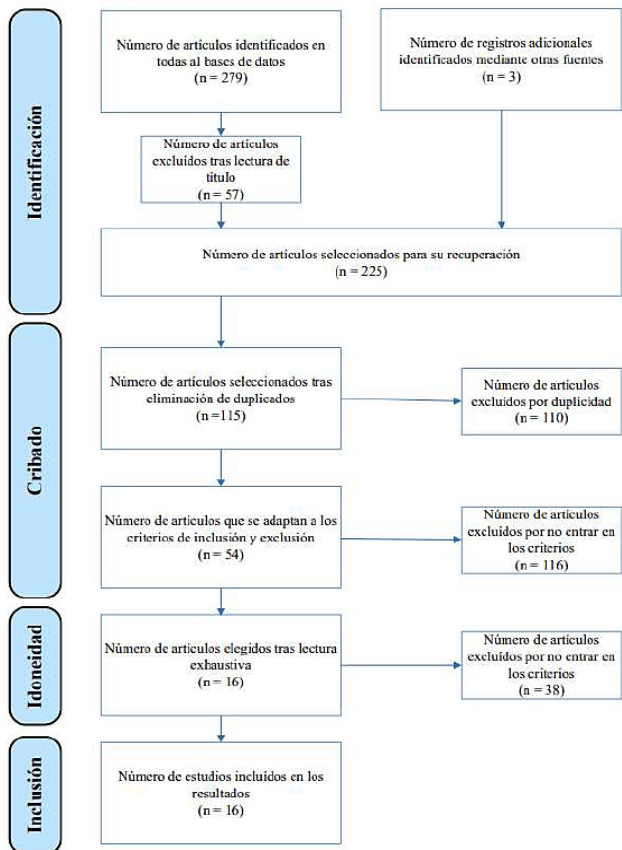 Identificación
Número de artículos identificados en
todas al bases de datos
(n = 279)
Número de registros adicionales
identificados mediante otras fuentes
(n = 3)
Número de artículos
excluídos tras lectura de
título
(n = 57)
Número de artículos seleccionados para su recuperación
(n = 225)
Cribado
Número de artículos seleccionados tras
eliminación de duplicados
(n =115)
Número de artículos
excluídos por duplicidad
(n = 110)
Número de articulos que se adaptan a los
criterios de inclusión y exclusión
(n = 54)
Número de artículos
excluídos por no entrar en
los criterios
(n = 116)
Idoneidad
Número de articulos elegidos tras lectura
exhaustiva
(n = 16)
Número de artículos
excluídos por no entrar en
los criterios
(n = 38)
Inclusión
Número de estudios incluídos en los
resultados
(n = 16)